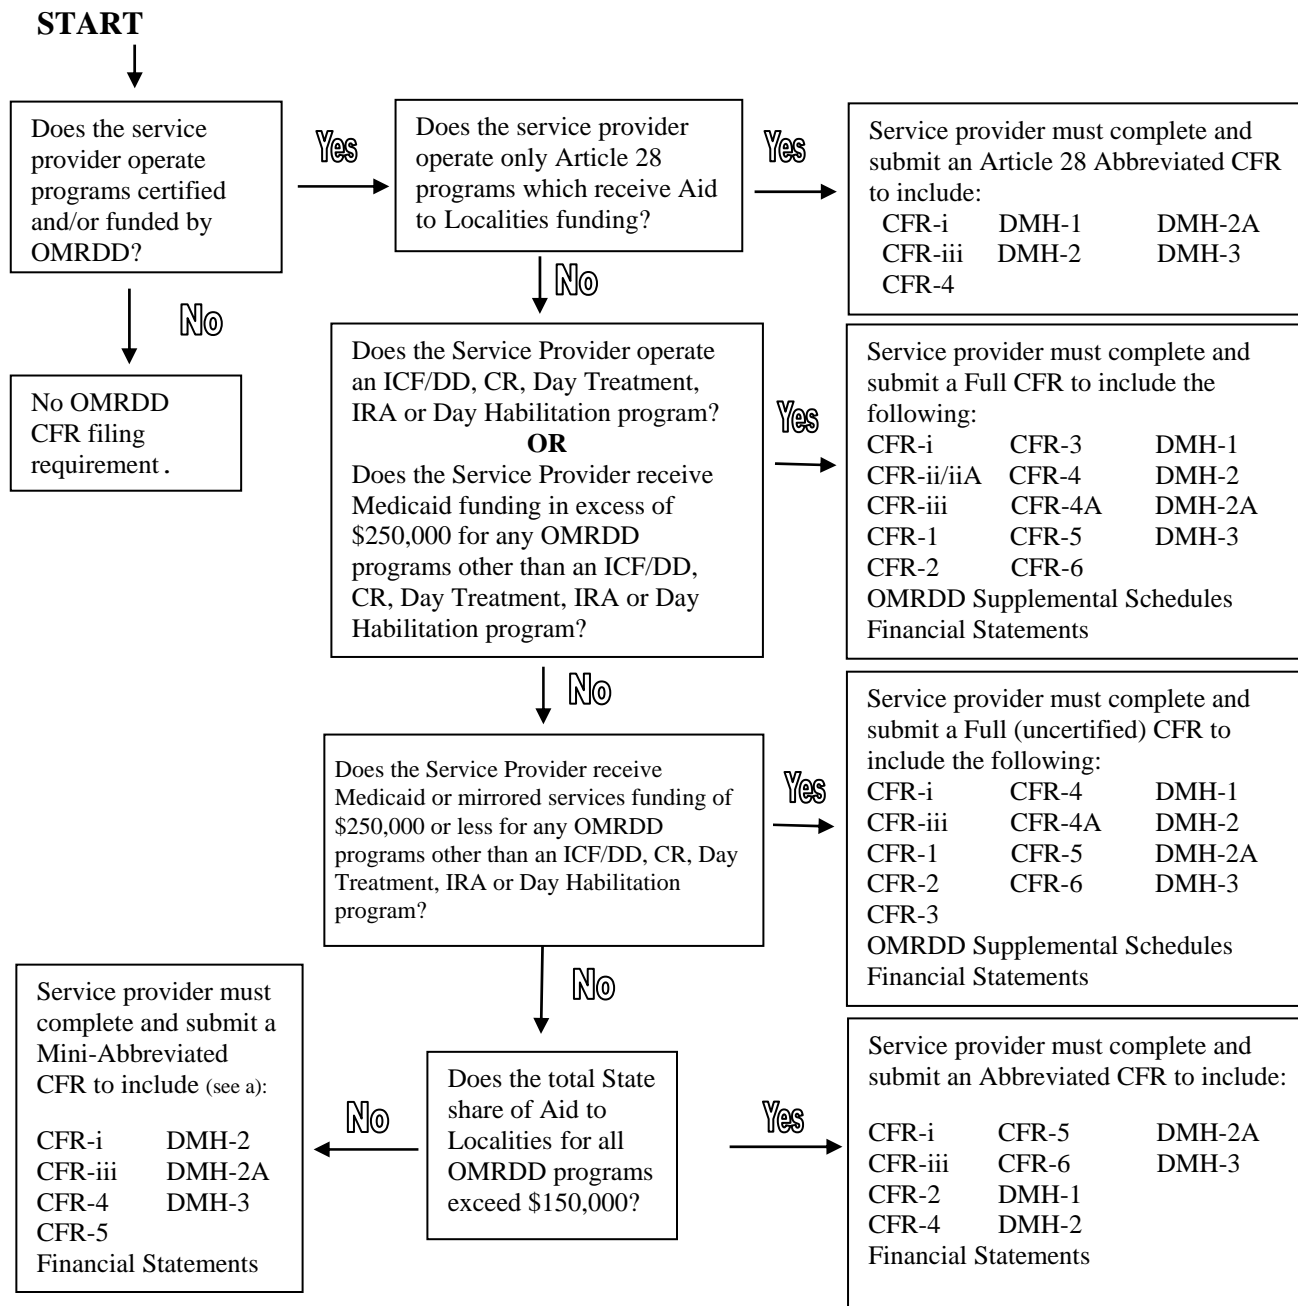 START
Does the service
provider operate
programs certified
and/or funded by
OMRDD?
Yes
Does the service provider
operate only Article 28
programs which receive Aid
to Localities funding?
Yes
Service provider must complete and
submit an Article 28 Abbreviated CFR
to include:
CFR-i DMH-1 DMH-2A
CFR-iii DMH-2 DMH-3
CFR-4
No
No OMRDD
CFR filing
requirement.
No
Does the Service Provider operate
an ICF/DD, CR, Day Treatment,
IRA or Day Habilitation program?
OR
Does the Service Provider receive
Medicaid funding in excess of
$250,000 for any OMRDD
programs other than an ICF/DD,
CR, Day Treatment, IRA or Day
Habilitation program?
Yes
Service provider must complete and
submit a Full CFR to include the
following:
CFR-i CFR-3 DMH-1
CFR-ii/iiA CFR-4 DMH-2
CFR-iii CFR-4A DMH-2A
CFR-1 CFR-5 DMH-3
CFR-2 CFR-6
OMRDD Supplemental Schedules
Financial Statements
No
Does the Service Provider receive
Medicaid or mirrored services funding of
$250,000 or less for any OMRDD
programs other than an ICF/DD, CR, Day
Treatment, IRA or Day Habilitation
program?
Yes
Service provider must complete and
submit a Full (uncertified) CFR to
include the following:
CFR-i CFR-4 DMH-1
CFR-iii CFR-4A DMH-2
CFR-1 CFR-5 DMH-2A
CFR-2 CFR-6 DMH-3
CFR-3
OMRDD Supplemental Schedules
Financial Statements
No
Does the total State
share of Aid to
Localities for all
OMRDD programs
exceed $150,000?
No
Service provider must
complete and submit a
Mini-Abbreviated
CFR to include (see a):
CFR-i DMH-2
CFR-iii DMH-2A
CFR-4 DMH-3
CFR-5
Financial Statements
Yes
Service provider must complete and
submit an Abbreviated CFR to include:
CFR-i CFR-5 DMH-2A
CFR-iii CFR-6 DMH-3
CFR-2 DMH-1
CFR-4 DMH-2
Financial Statements